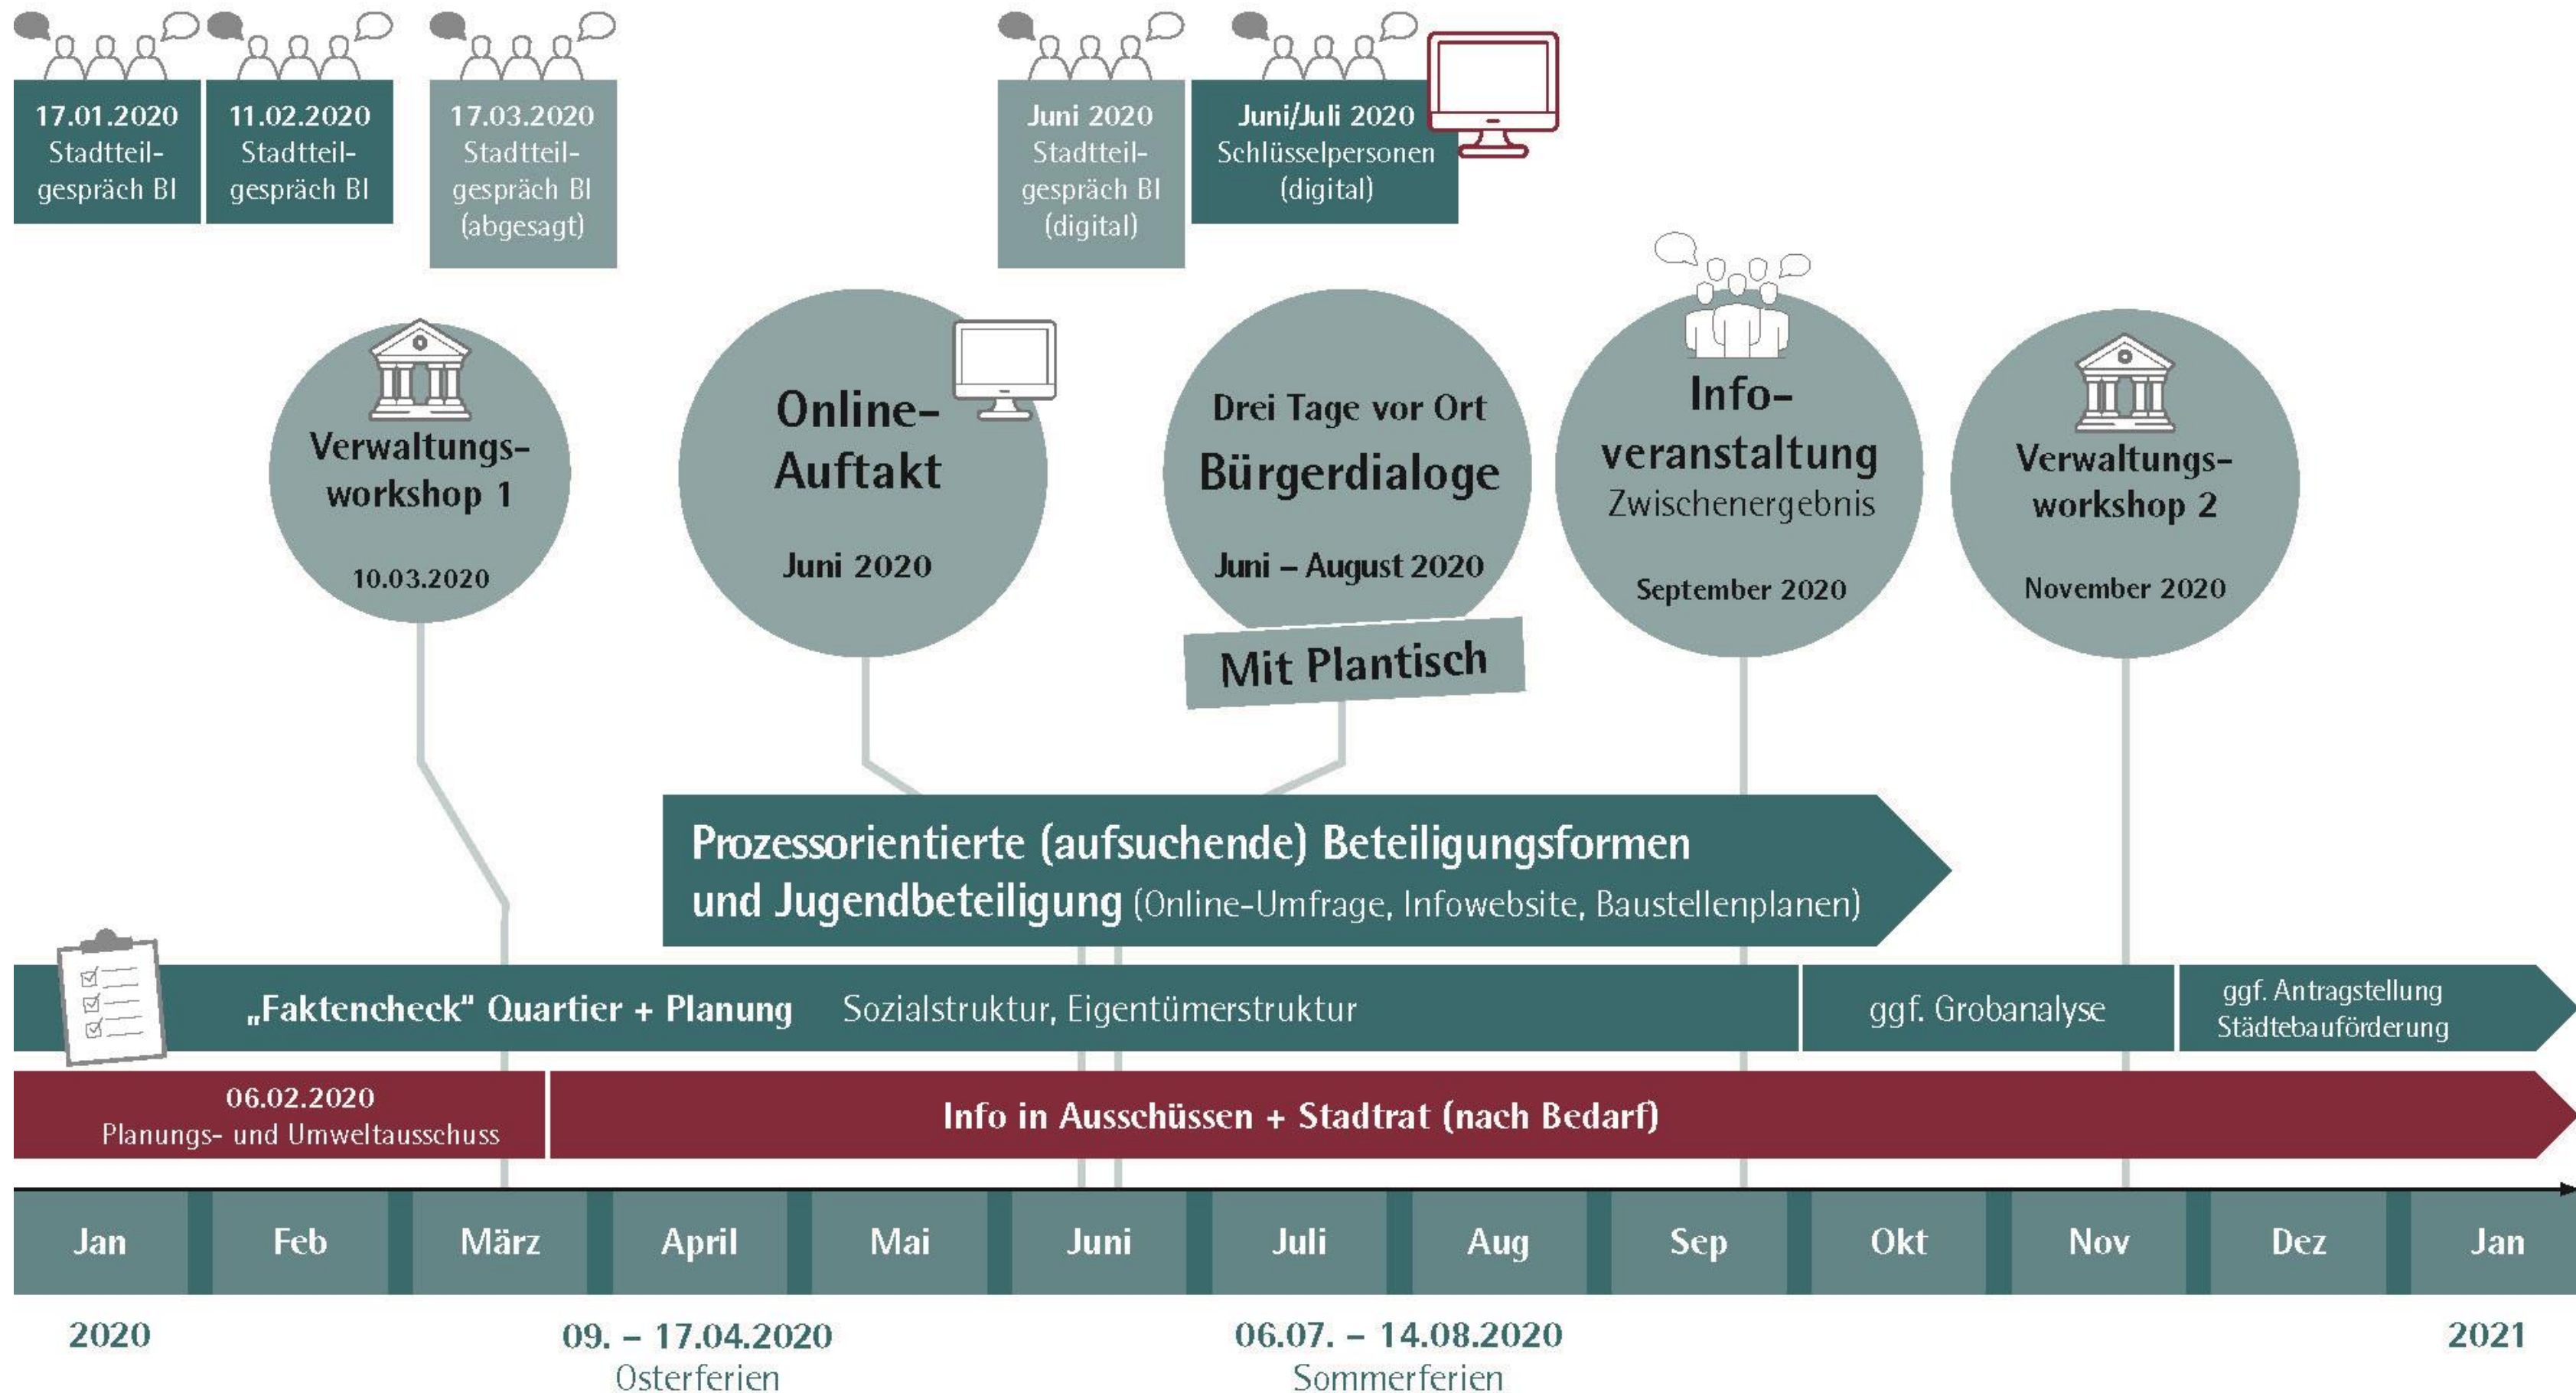 17.01.2020
Stadtteil-
gespräch BI
11.02.2020
Stadtteil-
gespräch BI
17.03.2020
Stadtteil-
gespräch BI
(abgesagt)
Juni 2020
Stadtteil-
gespräch BI
(digital)
Juni/Juli 2020
Schlüsselpersonen
(digital)
Verwaltungs-
workshop 1
10.03.2020
Online-
Auftakt
Juni 2020
Drei Tage vor Ort
Bürgerdialoge
Juni – August 2020
Mit Plantisch
Info-
veranstaltung
Zwischenergebnis
September 2020
Verwaltungs-
workshop 2
November 2020
Prozessorientierte (aufsuchende) Beteiligungsformen
und Jugendbeteiligung (Online-Umfrage, Infowebsite, Baustellenplanen)
„Faktencheck" Quartier + Planung Sozialstruktur, Eigentümerstruktur
ggf. Grobanalyse
ggf. Antragstellung
Städtebauförderung
06.02.2020
Planungs- und Umweltausschuss
Info in Ausschüssen + Stadtrat (nach Bedarf)
Jan Feb März April Mai Juni Juli Aug Sep Okt Nov Dez Jan
2020
09. – 17.04.2020
Osterferien
06.07. – 14.08.2020
Sommerferien
2021